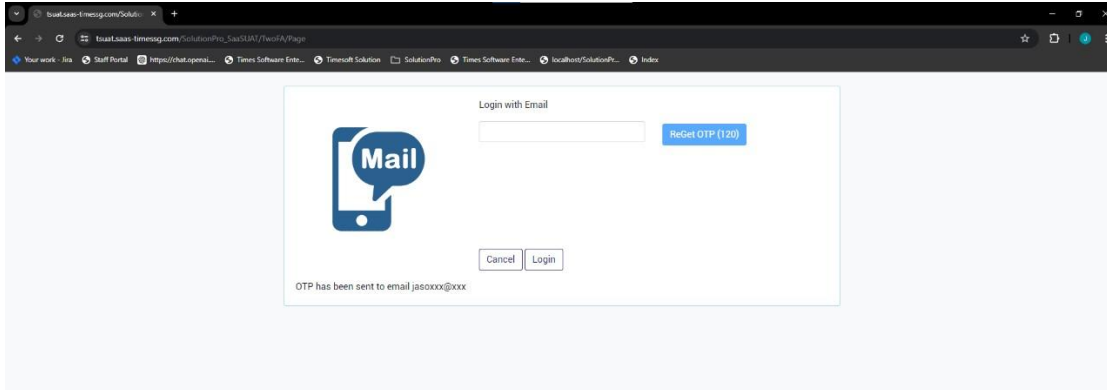 tsuat.saas-timessg.com/Solutio
tsuat.saas-timessg.com/SolutionPro_SaaSUAT/TwoFA/Page
Your work - Jira Staff Portal https://chat.openai.... Times Software Ente... Timesoft Solution SolutionPro Times Software Ente... localhost/SolutionPr... Index
Login with Email
ReGet OTP (120)
Mail
Cancel Login
OTP has been sent to email jasoxxx@xxx